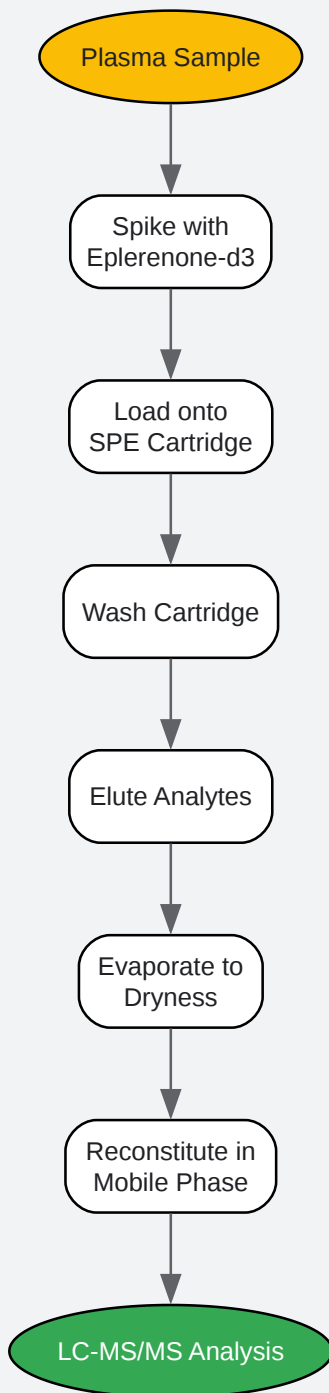 Plasma Sample
Spike with
Eplerenone-d3
Load onto
SPE Cartridge
Wash Cartridge
Elute Analytes
Evaporate to
Dryness
Reconstitute in
Mobile Phase
LC-MS/MS Analysis